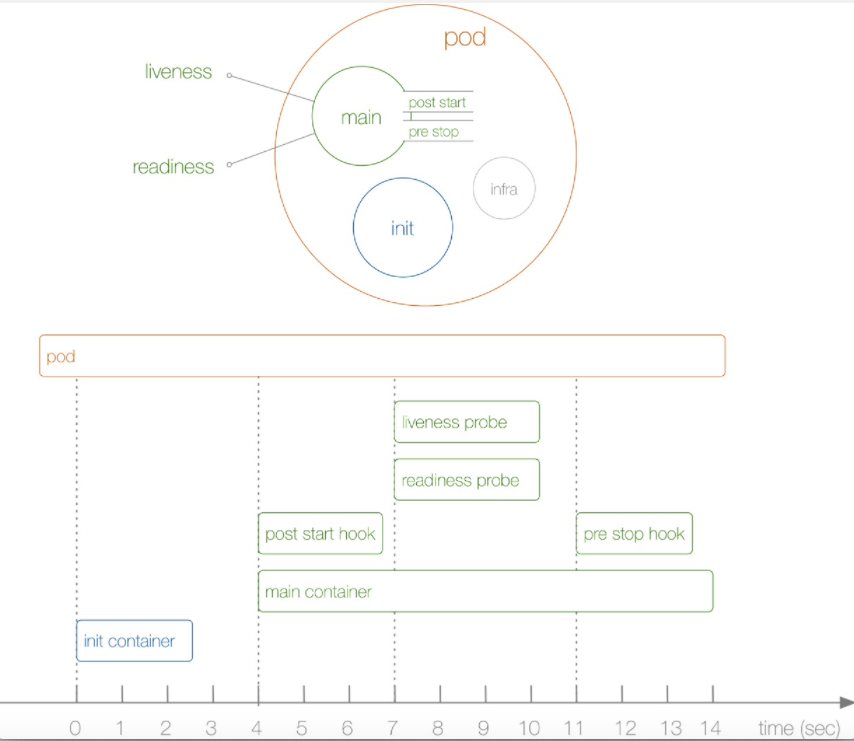 pod
liveness
main
post start
pre stop
readiness
infra
init
pod
liveness probe
readiness probe
post start hook
pre stop hook
main container
init container
0 1 2 3 4 5 6 7 8 9 10 11 12 13 14 time (sec)